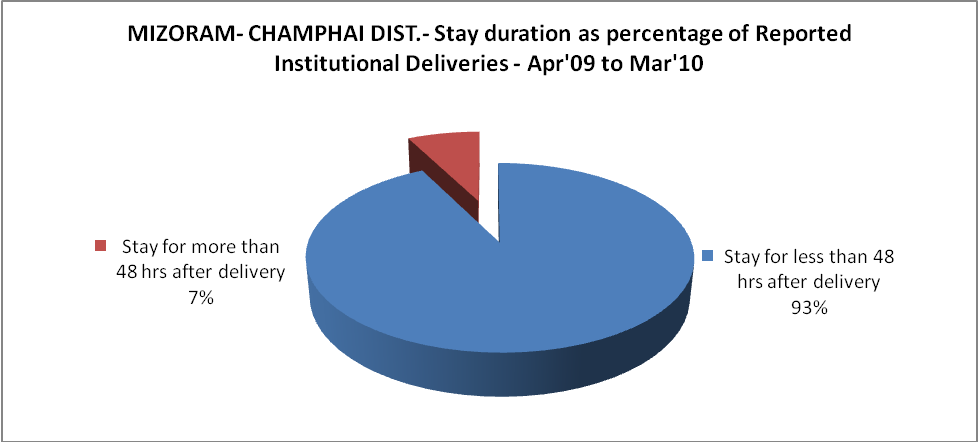 MIZORAM- CHAMPHAI DIST.- Stay duration as percentage of Reported
Institutional Deliveries - Apr'09 to Mar'10
Stay for more than
48 hrs after delivery
7%
Stay for less than 48
hrs after delivery
93%